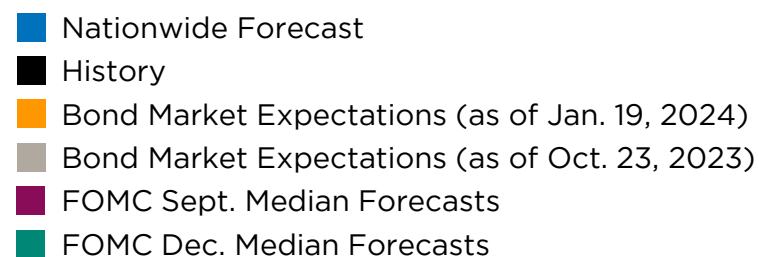 Nationwide Forecast
History
Bond Market Expectations (as of Jan. 19, 2024)
Bond Market Expectations (as of Oct. 23, 2023)
FOMC Sept. Median Forecasts
FOMC Dec. Median Forecasts